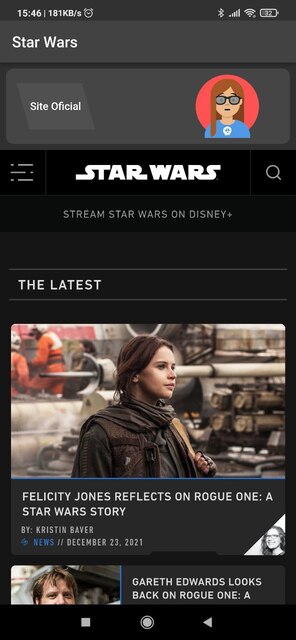 15:46 | 181KB/s
32
Star Wars
Site Oficial
STAR WARS
STREAM STAR WARS ON DISNEY+
THE LATEST
FELICITY JONES REFLECTS ON ROGUE ONE: A
STAR WARS STORY
BY: KRISTIN BAVER
NEWS // DECEMBER 23, 2021
GARETH EDWARDS LOOKS
BACK ON ROGUE ONE: A